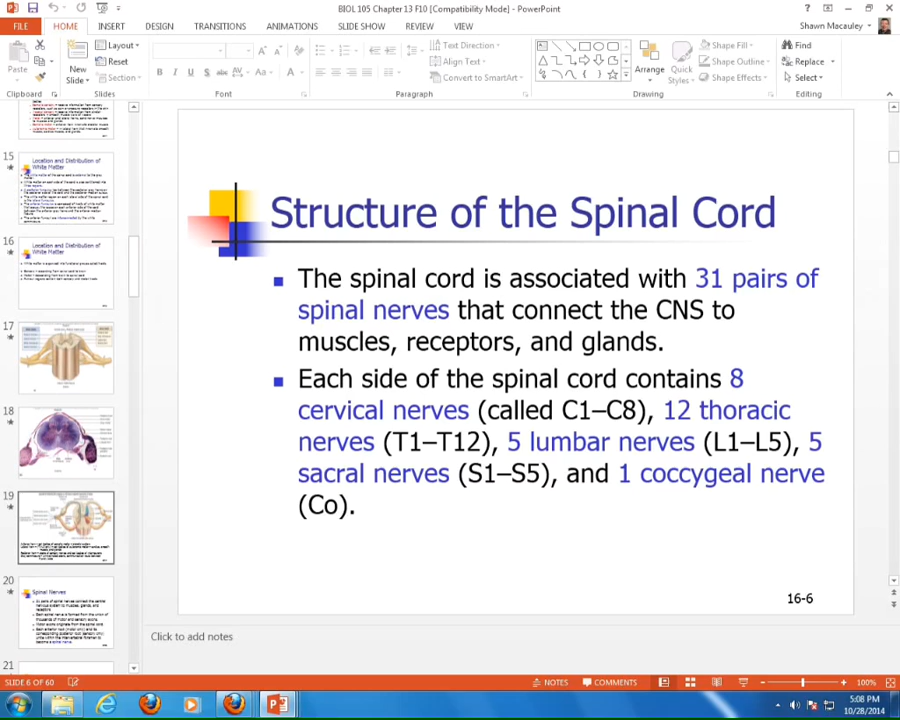 BIOL 105 Chapter 13 F10 [Compatibility Mode] - PowerPoint
FILE HOME INSERT DESIGN TRANSITIONS ANIMATIONS SLIDE SHOW REVIEW VIEW Shawn Macauley
Paste
Clipboard
New Slide
Layout
Reset
Section
Slides
B I U S abc AV Aa A
Font
Text Direction
Align Text
Convert to SmartArt
Paragraph
Arrange
Quick Styles
Shape Fill
Shape Outline
Shape Effects
Drawing
Find
Replace
Select
Editing
15
Location and Distribution of
White Matter
16
Location and Distribution of
White Matter
17
18
19
20
Spinal Nerves
21
Structure of the Spinal Cord
The spinal cord is associated with 31 pairs of
spinal nerves that connect the CNS to
muscles, receptors, and glands.
Each side of the spinal cord contains 8
cervical nerves (called C1–C8), 12 thoracic
nerves (T1–T12), 5 lumbar nerves (L1–L5), 5
sacral nerves (S1–S5), and 1 coccygeal nerve
(Co).
16-6
Click to add notes
SLIDE 6 OF 60 NOTES COMMENTS 100%
5:08 PM
10/28/2014